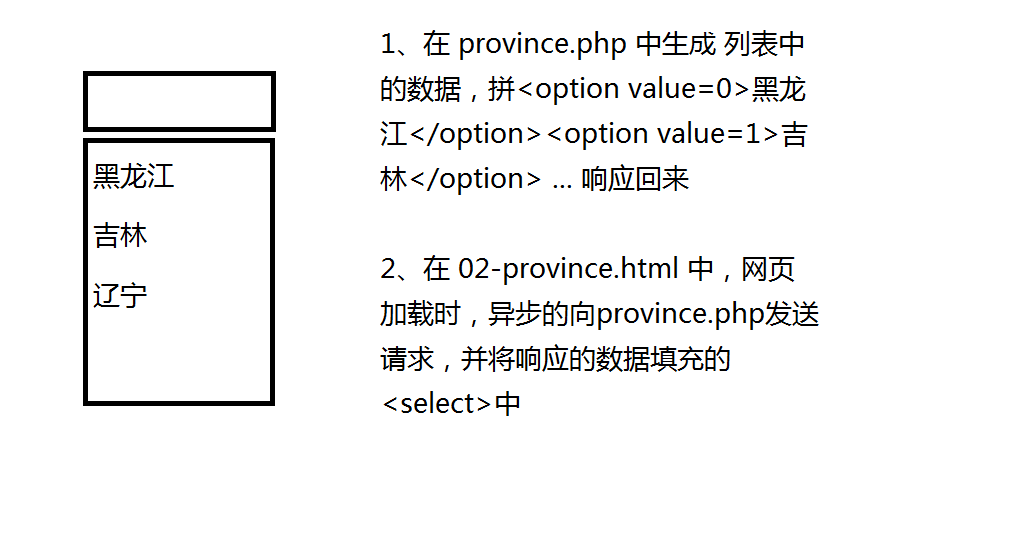 黑龙江
吉林
辽宁
1、在 province.php 中生成 列表中
的数据，拼<option value=0>黑龙
江</option><option value=1>吉
林</option> ... 响应回来
2、在 02-province.html 中，网页
加载时，异步的向province.php发送
请求，并将响应的数据填充的
<select>中